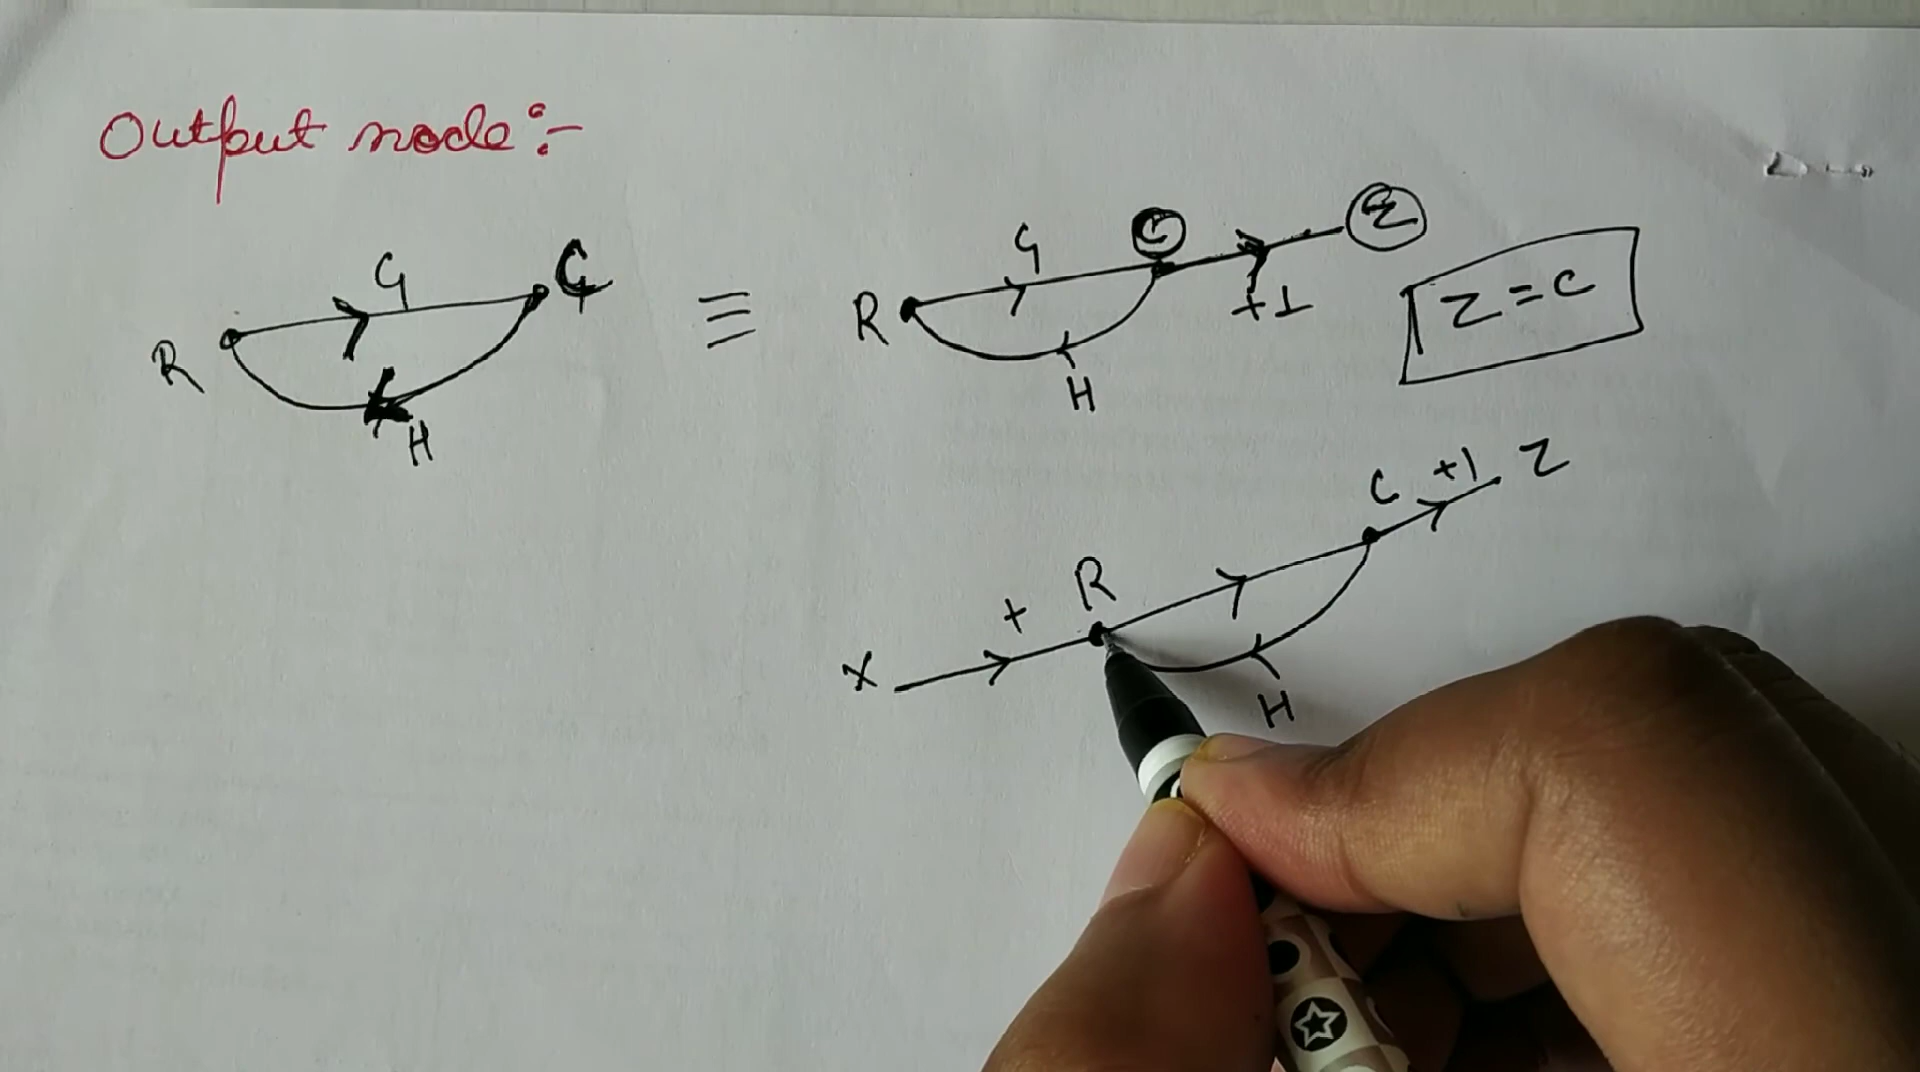 Output node:-
R G C H
≡
R G C +1 Z H
Z=C
X + R C +1 Z H